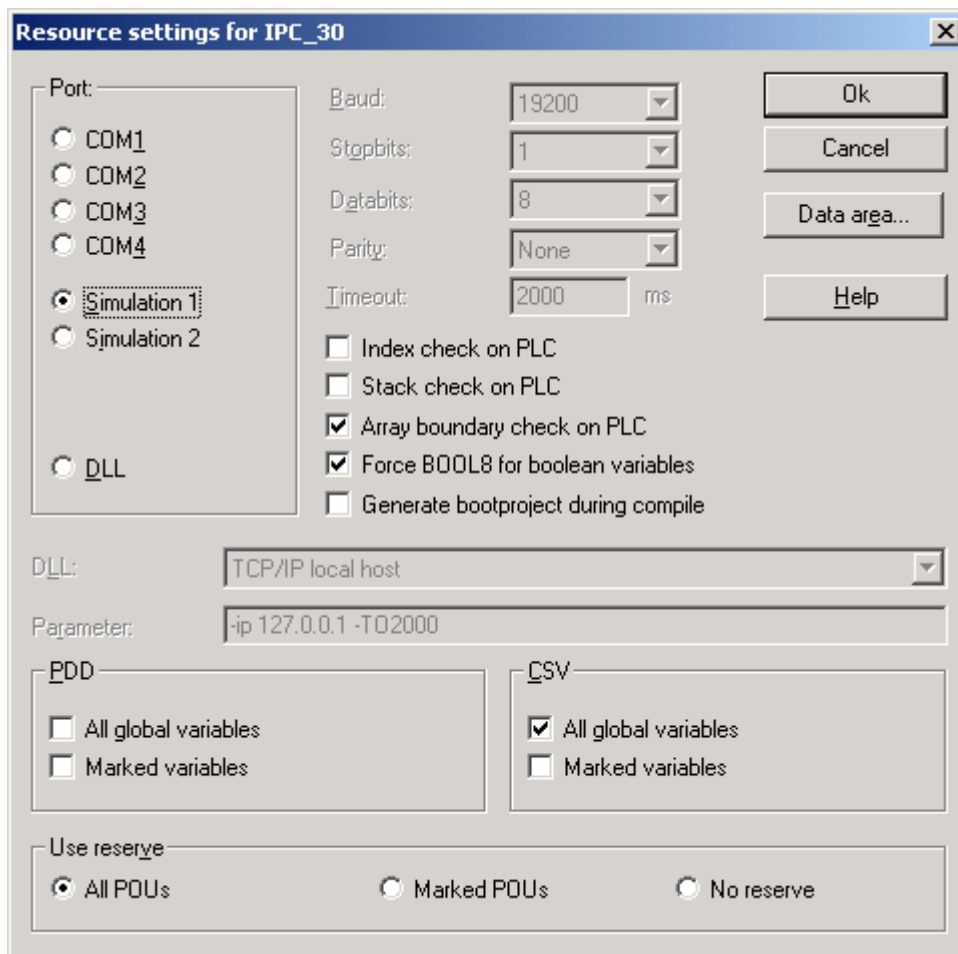 Resource settings for IPC_30
Port:
COM1
COM2
COM3
COM4
Simulation 1
Simulation 2
DLL
Baud: 19200
Stopbits: 1
Databits: 8
Parity: None
Timeout: 2000 ms
Index check on PLC
Stack check on PLC
Array boundary check on PLC
Force BOOL8 for boolean variables
Generate bootproject during compile
Ok
Cancel
Data area...
Help
DLL: TCP/IP local host
Parameter: -ip 127.0.0.1 -TO2000
PDD
All global variables
Marked variables
CSV
All global variables
Marked variables
Use reserve
All POUs Marked POUs No reserve